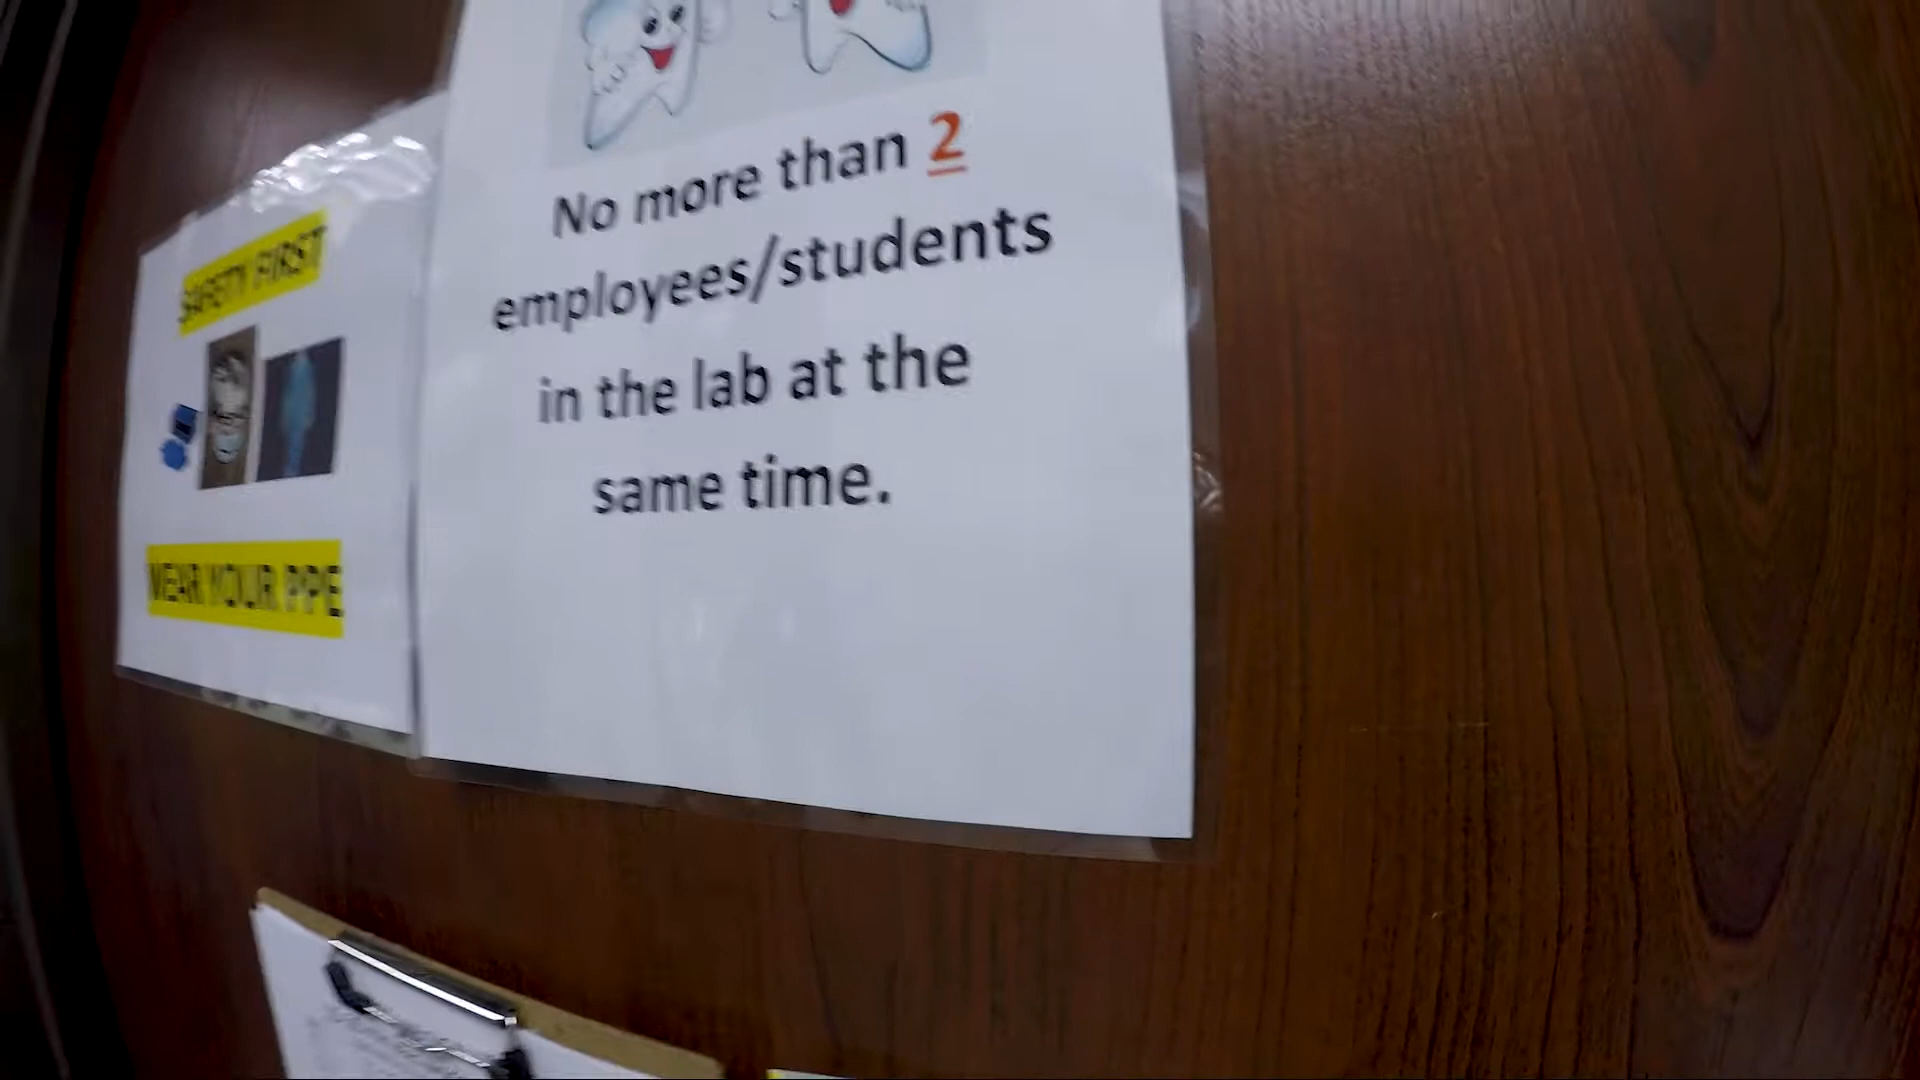 SAFETY FIRST
WEAR YOUR PPE
No more than 2
employees/students
in the lab at the
same time.